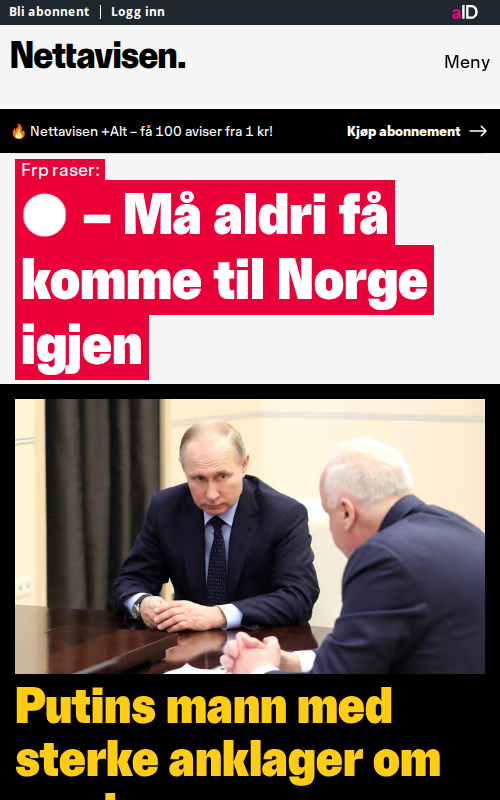 Bli abonnent | Logg inn
aID
Nettavisen.
Meny
🔥 Nettavisen +Alt – få 100 aviser fra 1 kr!
Kjøp abonnement →
Frp raser:
– Må aldri få
komme til Norge
igjen
Putins mann med
sterke anklager om